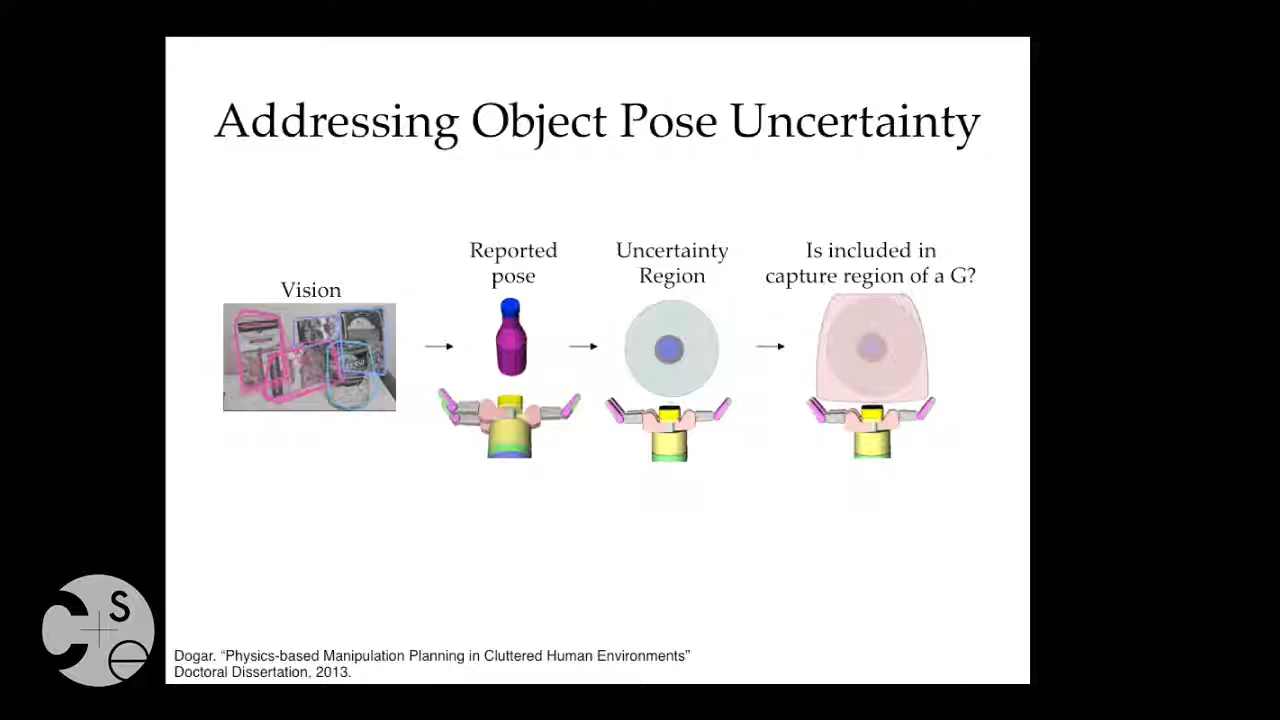 Addressing Object Pose Uncertainty
Vision
Reported
pose
Uncertainty
Region
Is included in
capture region of a G?
Dogar. “Physics-based Manipulation Planning in Cluttered Human Environments”
Doctoral Dissertation, 2013.
C s e